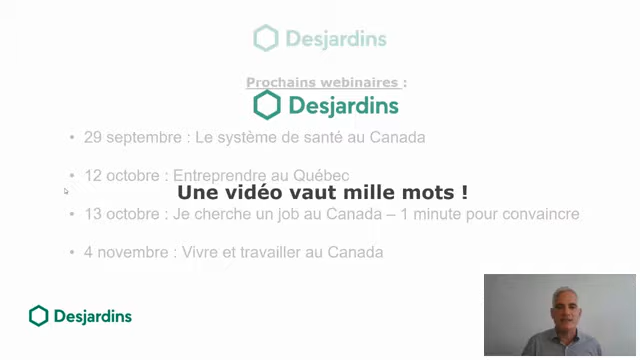 Desjardins
Prochains webinaires :
Desjardins
• 29 septembre : Le système de santé au Canada
• 12 octobre : Entreprendre au Québec
Une vidéo vaut mille mots !
• 13 octobre : Je cherche un job au Canada – 1 minute pour convaincre
• 4 novembre : Vivre et travailler au Canada
Desjardins